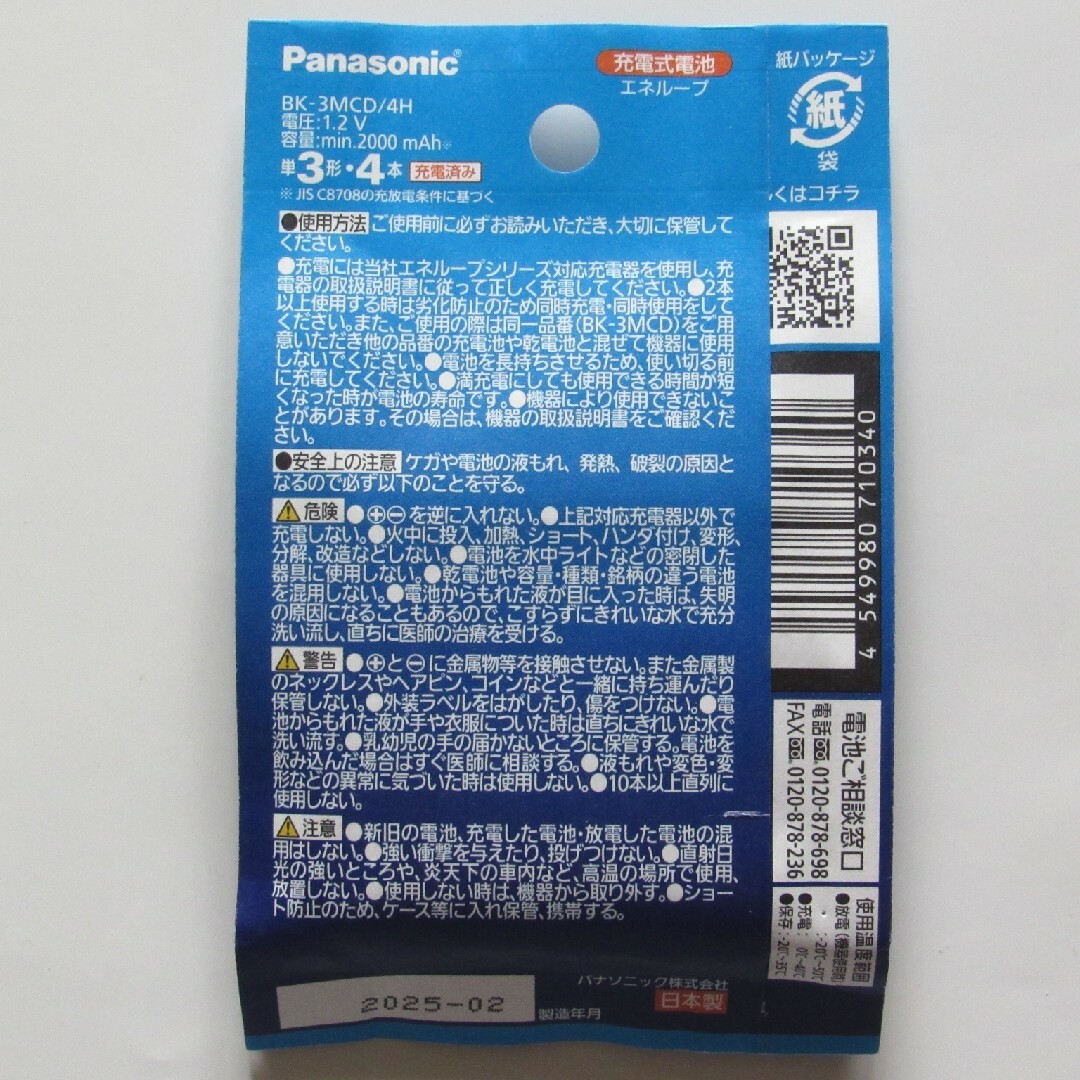 Panasonic®
充電式電池
エネループ
BK-3MCD/4H
電圧:1.2 V
容量:min.2000 mAh※
単3形・4本 充電済み
※ JIS C8708の充放電条件に基づく
●使用方法 ご使用前に必ずお読みいただき、大切に保管して
ください。
●充電には当社エネループシリーズ対応充電器を使用し、充
電器の取扱説明書に従って正しく充電してください。●2本
以上使用する時は劣化防止のため同時充電・同時使用をして
ください。また、ご使用の際は同一品番(BK-3MCD)をご用
意いただき他の品番の充電池や乾電池と混ぜて機器に使用
しないでください。●電池を長持ちさせるため、使い切る前
に充電してください。●満充電にしても使用できる時間が短
くなった時が電池の寿命です。●機器により使用できないこ
とがあります。その場合は、機器の取扱説明書をご確認くだ
さい。
●安全上の注意 ケガや電池の液もれ、発熱、破裂の原因と
なるので必ず以下のことを守る。
⚠危険 ●⊕⊖を逆に入れない。●上記対応充電器以外で
充電しない。●火中に投入、加熱、ショート、ハンダ付け、変形、
分解、改造などしない。●電池を水中ライトなどの密閉した
器具に使用しない。●乾電池や容量・種類・銘柄の違う電池
を混用しない。●電池からもれた液が目に入った時は、失明
の原因になることもあるので、こすらずにきれいな水で充分
洗い流し、直ちに医師の治療を受ける。
⚠警告 ●⊕と⊖に金属物等を接触させない。また金属製
のネックレスやヘアピン、コインなどと一緒に持ち運んだり
保管しない。●外装ラベルをはがしたり、傷をつけない。●電
池からもれた液が手や衣服についた時は直ちにきれいな水で
洗い流す。●乳幼児の手の届かないところに保管する。電池を
飲み込んだ場合はすぐ医師に相談する。●液もれや変色・変
形などの異常に気づいた時は使用しない。●10本以上直列に
使用しない。
⚠注意 ●新旧の電池、充電した電池・放電した電池の混
用はしない。●強い衝撃を与えたり、投げつけない。●直射日
光の強いところや、炎天下の車内など、高温の場所で使用、
放置しない。●使用しない時は、機器から取り外す。●ショー
ト防止のため、ケース等に入れ保管、携帯する。
パナソニック株式会社
日本製
2025-02
製造年月
紙パッケージ
紙
袋
くはコチラ
4 549980 710340
電池ご相談窓口
電話 0120-878-698
FAX 0120-878-236
使用温度範囲
●放電(機器使用時)
:-20℃~50℃
●充電: 0℃~40℃
●保存:-20℃~35℃